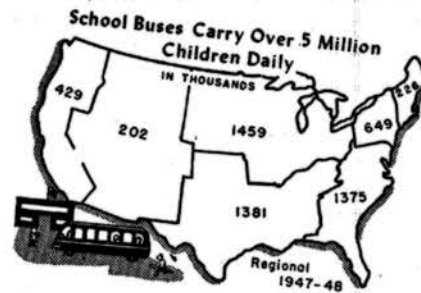 School Buses Carry Over .5 Million
Children Daily
IN THOUSANDS
429
202
1459
226
649
1381
1375
Regional
1947-48